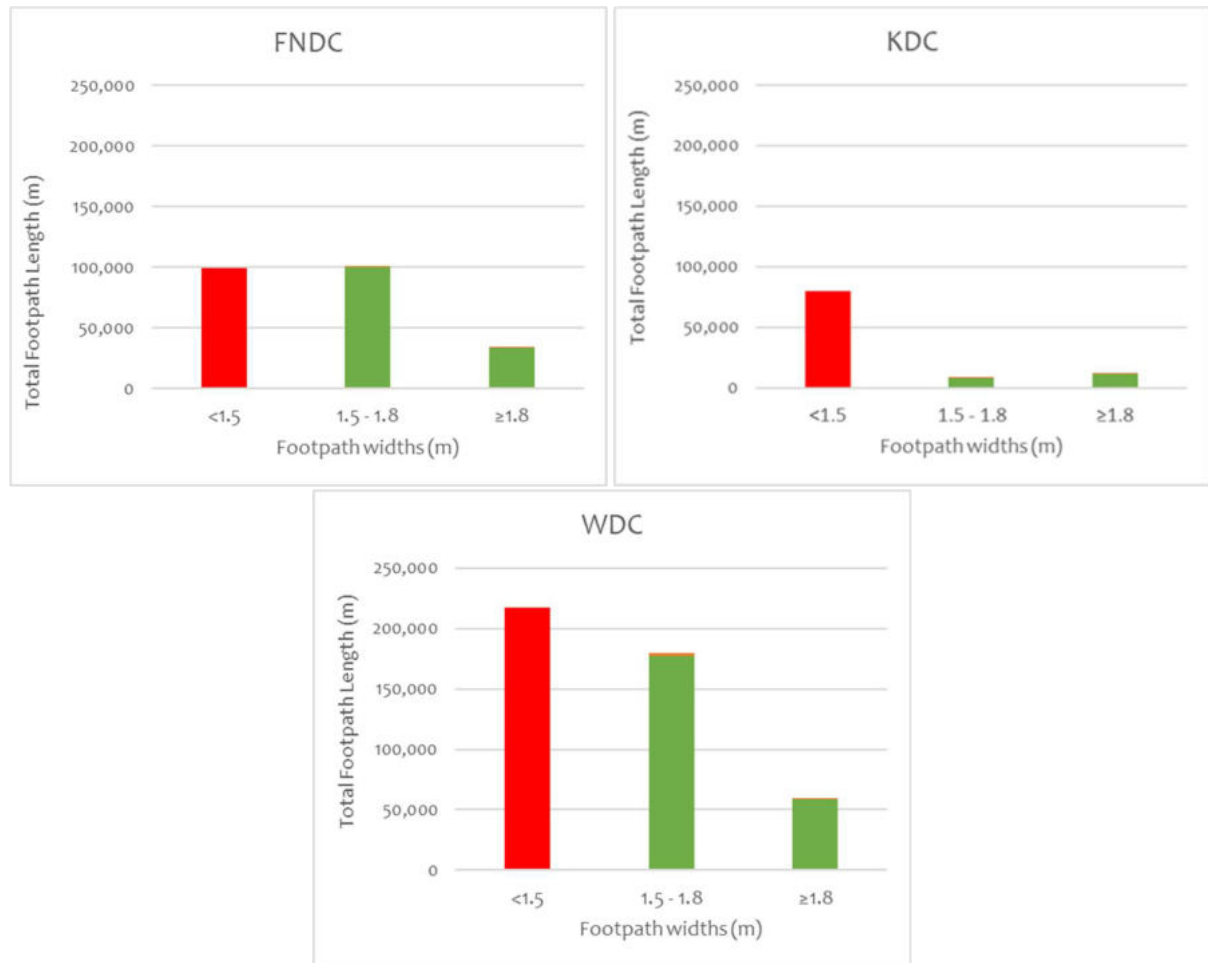 FNDC
Total Footpath Length (m)
250,000
200,000
150,000
100,000
50,000
0
<1.5 1.5 - 1.8 ≥1.8
Footpath widths (m)
KDC
Total Footpath Length (m)
250,000
200,000
150,000
100,000
50,000
0
<1.5 1.5 - 1.8 ≥1.8
Footpath widths (m)
WDC
Total Footpath Length (m)
250,000
200,000
150,000
100,000
50,000
0
<1.5 1.5 - 1.8 ≥1.8
Footpath widths (m)